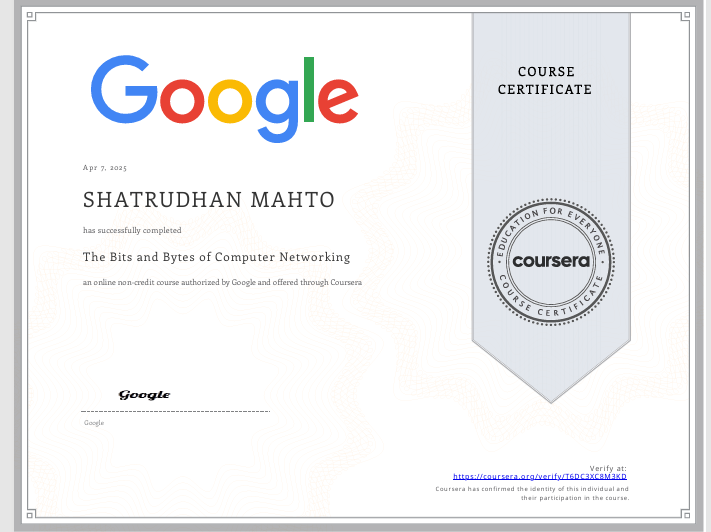 Google
COURSE
CERTIFICATE
Apr 7, 2025
SHATRUDHAN MAHTO
has successfully completed
The Bits and Bytes of Computer Networking
an online non-credit course authorized by Google and offered through Coursera
EDUCATION FOR EVERYONE
coursera
COURSE CERTIFICATE
Google
Google
Verify at:
https://coursera.org/verify/T6DC3XC8M3KD
Coursera has confirmed the identity of this individual and
their participation in the course.